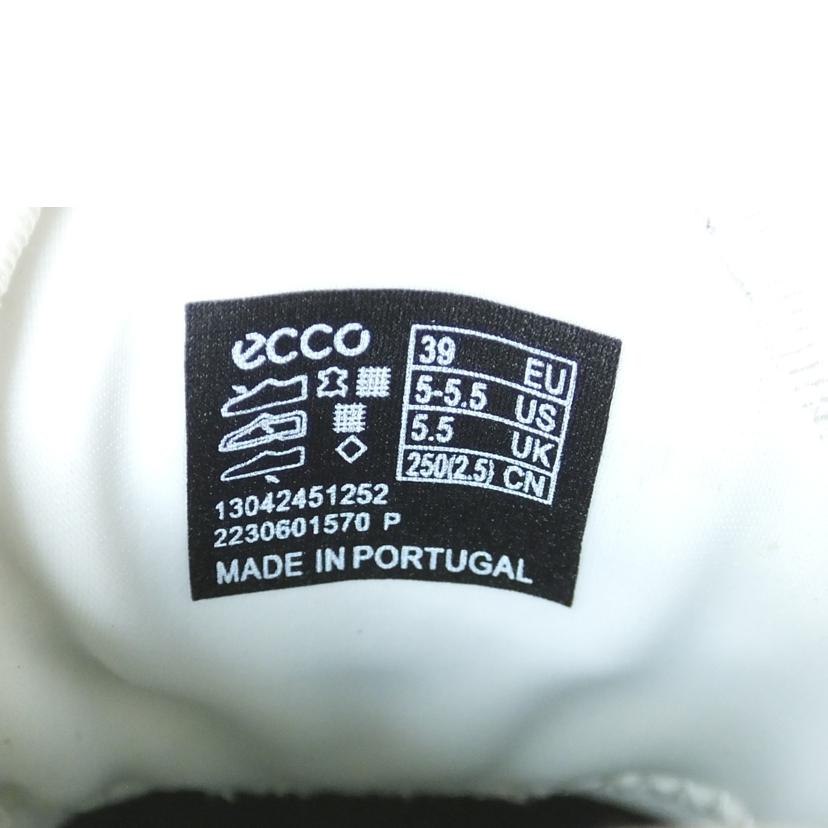 ecco
39 EU
5-5.5 US
5.5 UK
250(2.5) CN
13042451252
2230601570 P
MADE IN PORTUGAL